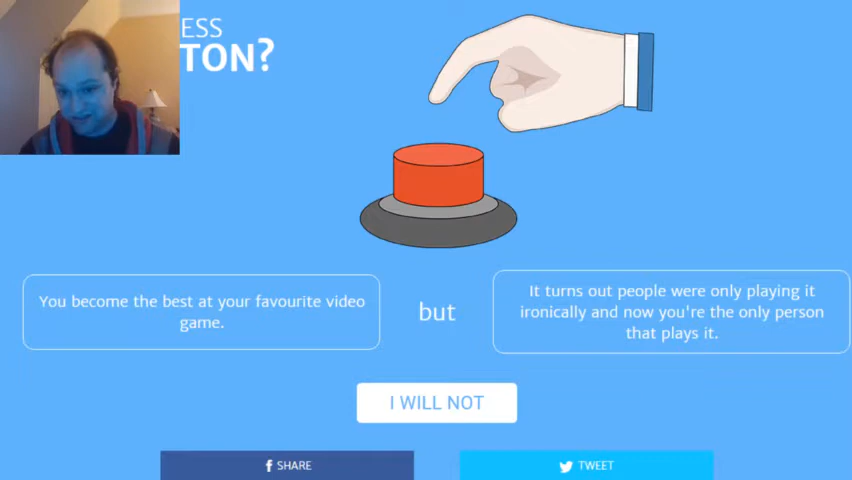 ESS
TON?
You become the best at your favourite video
game.
but
It turns out people were only playing it
ironically and now you're the only person
that plays it.
I WILL NOT
SHARE
TWEET